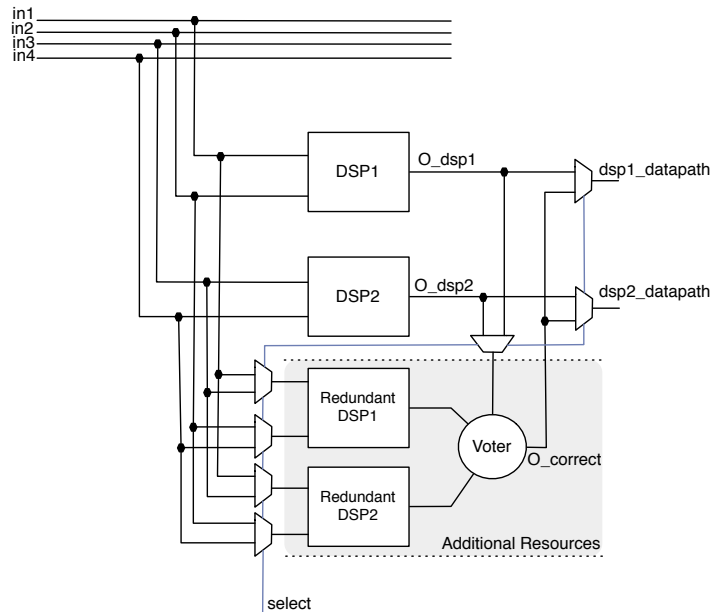 in1
in2
in3
in4
DSP1
O_dsp1
dsp1_datapath
DSP2
O_dsp2
dsp2_datapath
Redundant
DSP1
Voter
O_correct
Redundant
DSP2
Additional Resources
select